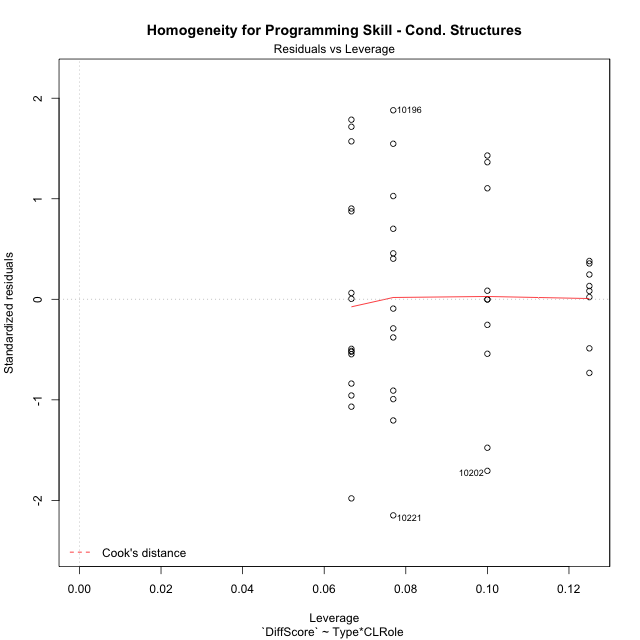 Homogeneity for Programming Skill - Cond. Structures
Residuals vs Leverage
2
1
0
-1
-2
Standardized residuals
10196
10202
10221
Cook's distance
0.00 0.02 0.04 0.06 0.08 0.10 0.12
Leverage
`DiffScore` ~ Type*CLRole